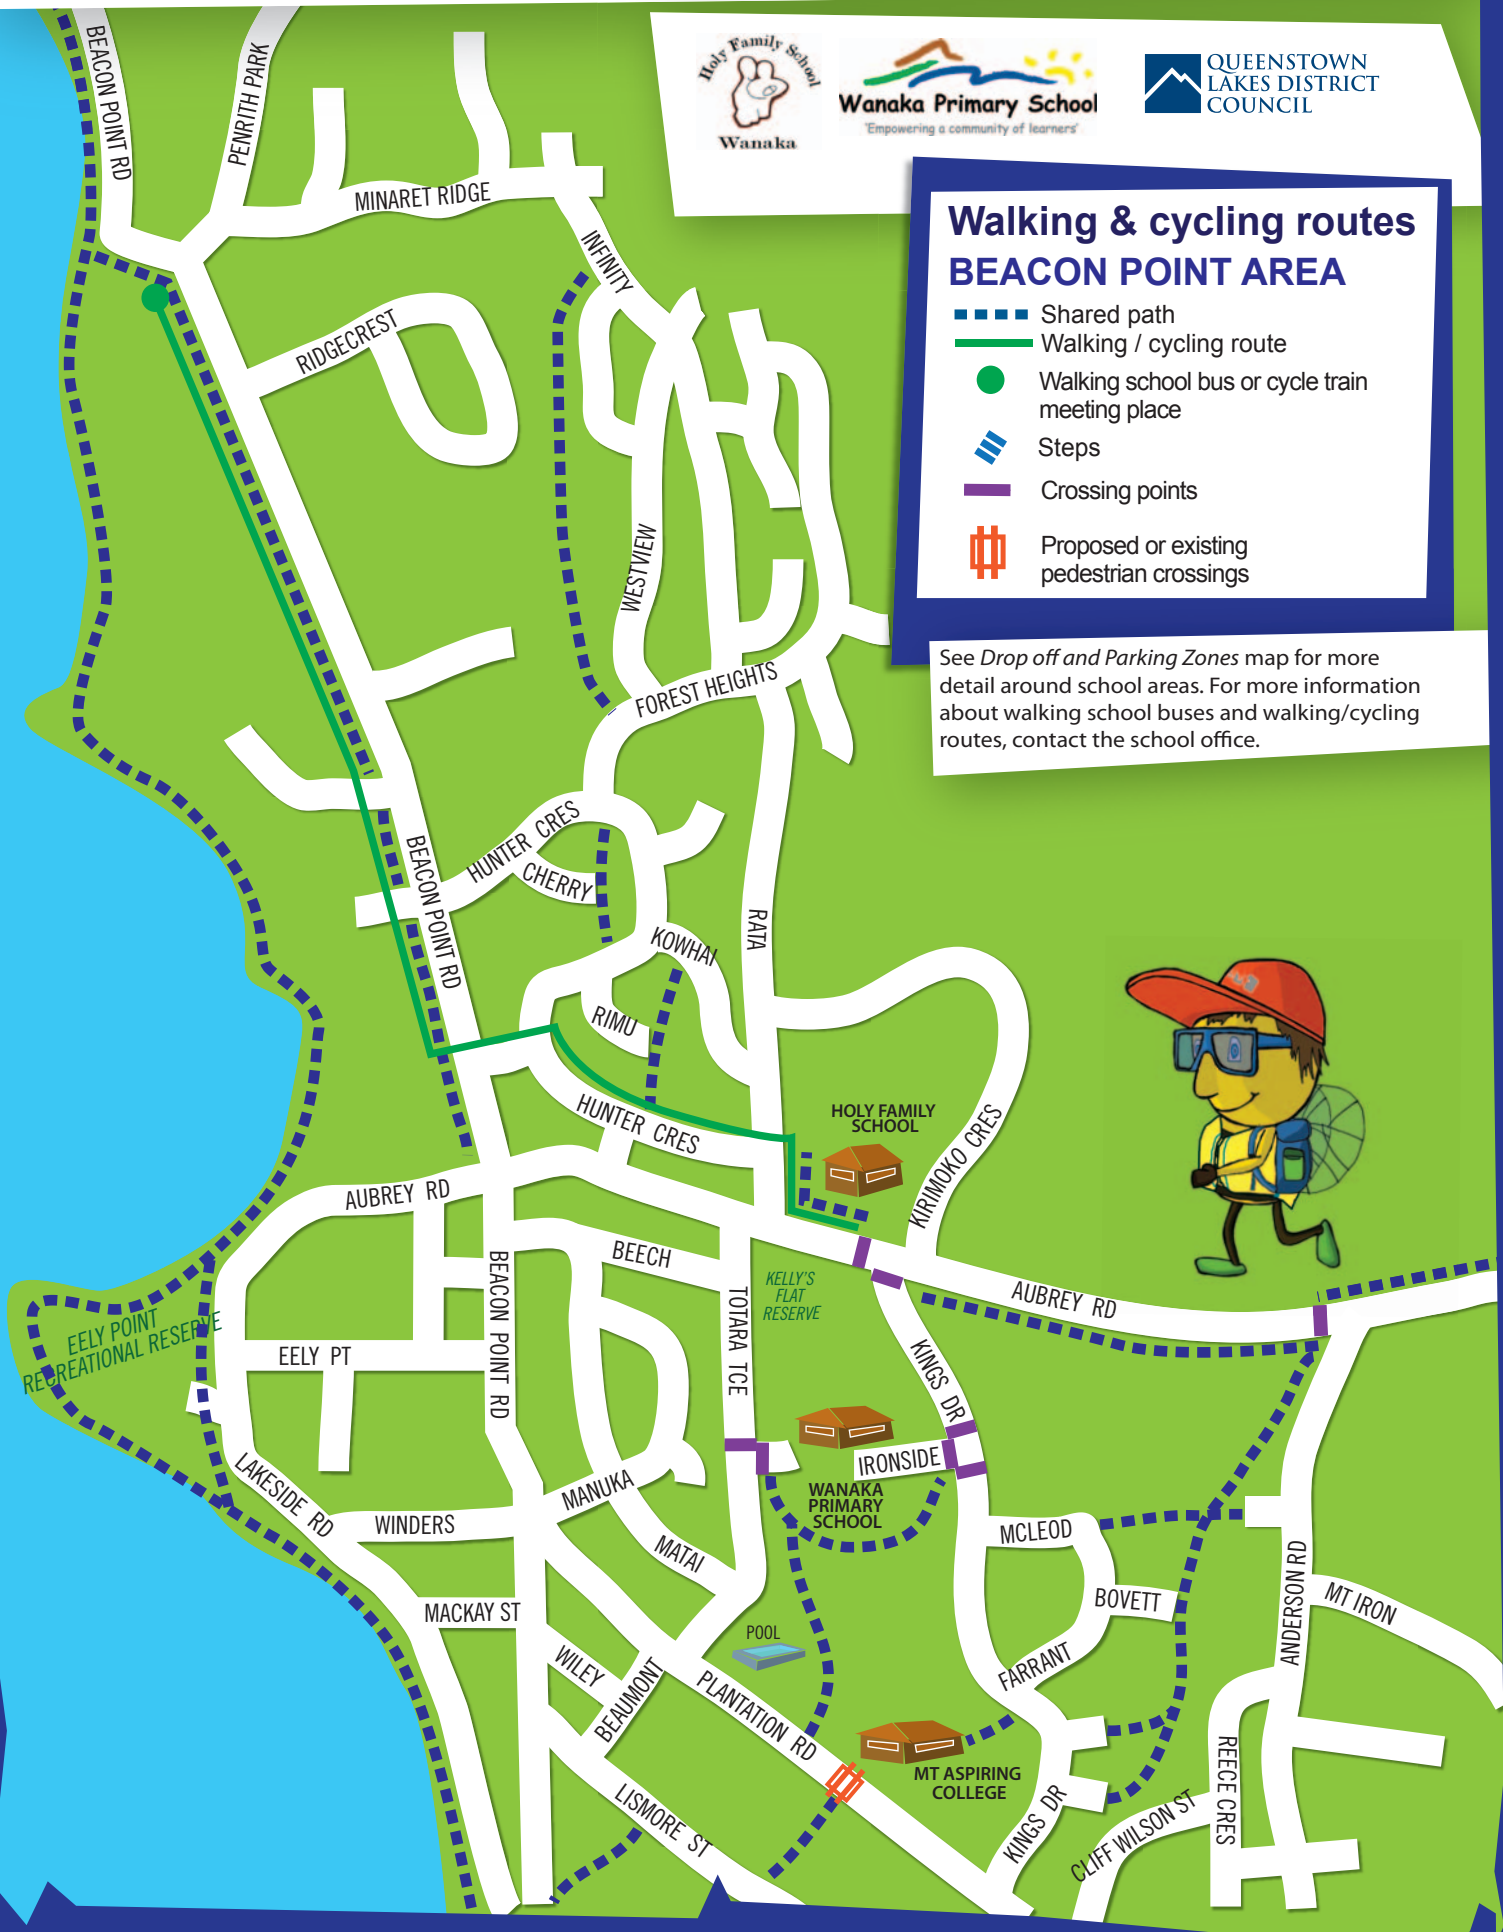 Holy Family School
Wanaka
Wanaka Primary School
'Empowering a community of learners'
QUEENSTOWN
LAKES DISTRICT
COUNCIL
Walking & cycling routes
BEACON POINT AREA
Shared path
Walking / cycling route
Walking school bus or cycle train
meeting place
Steps
Crossing points
Proposed or existing
pedestrian crossings
See Drop off and Parking Zones map for more
detail around school areas. For more information
about walking school buses and walking/cycling
routes, contact the school office.
BEACON POINT RD
PENRITH PARK
MINARET RIDGE
INFINITY
RIDGECREST
WESTVIEW
FOREST HEIGHTS
HUNTER CRES
CHERRY
BEACON POINT RD
KOWHAI
RATA
RIMU
HUNTER CRES
HOLY FAMILY
SCHOOL
KIRIMOKO CRES
AUBREY RD
BEECH
BEACON POINT RD
TOTARA TCE
KELLY'S
FLAT
RESERVE
AUBREY RD
EELY POINT
RECREATIONAL RESERVE
EELY PT
KINGS DR
LAKESIDE RD
WINDERS
MANUKA
IRONSIDE
WANAKA
PRIMARY
SCHOOL
MATAI
MCLEOD
BOVETT
ANDERSON RD
MT IRON
MACKAY ST
POOL
WILEY
BEAUMONT
FARRANT
PLANTATION RD
MT ASPIRING
COLLEGE
REECE CRES
LISMORE ST
KINGS DR
CLIFF WILSON ST